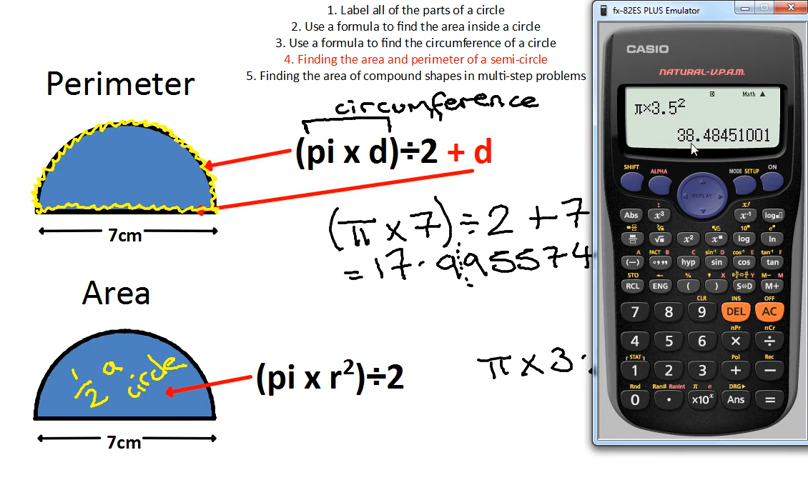 1. Label all of the parts of a circle
2. Use a formula to find the area inside a circle
3. Use a formula to find the circumference of a circle
4. Finding the area and perimeter of a semi-circle
5. Finding the area of compound shapes in multi-step problems
Perimeter
circumference
(pi x d)÷2 + d
(π x 7) ÷ 2 + 7
= 17.995574
7cm
Area
½ a circle
(pi x r²)÷2
π x 3.
7cm
fx-82ES PLUS Emulator
CASIO
NATURAL-V.P.A.M.
Math
π×3.5²
38.48451001
SHIFT ALPHA REPLAY MODE SETUP ON
Abs x³ x⁻¹
√ x² log ln
(−) hyp sin cos tan
RCL ENG ( ) S⇔D M+
7 8 9 DEL AC
4 5 6 × ÷
1 2 3 + −
0 • ×10ˣ Ans =